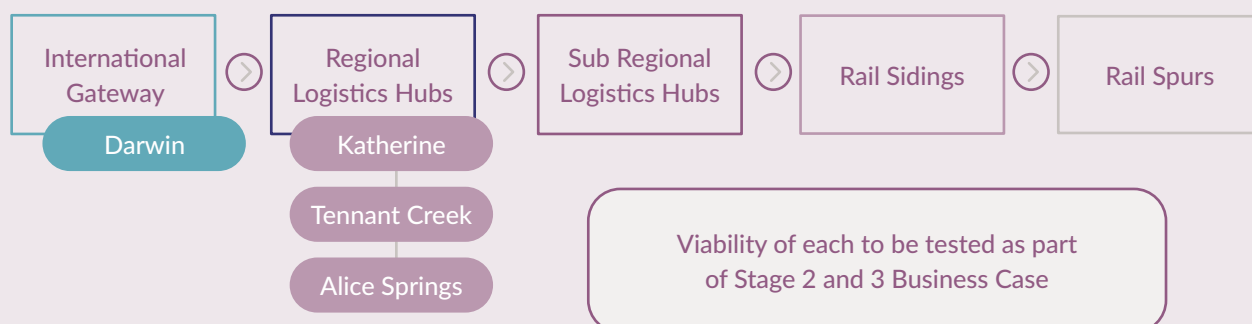 International
Gateway
Darwin
Regional
Logistics Hubs
Katherine
Tennant Creek
Alice Springs
Sub Regional
Logistics Hubs
Rail Sidings
Rail Spurs
Viability of each to be tested as part
of Stage 2 and 3 Business Case